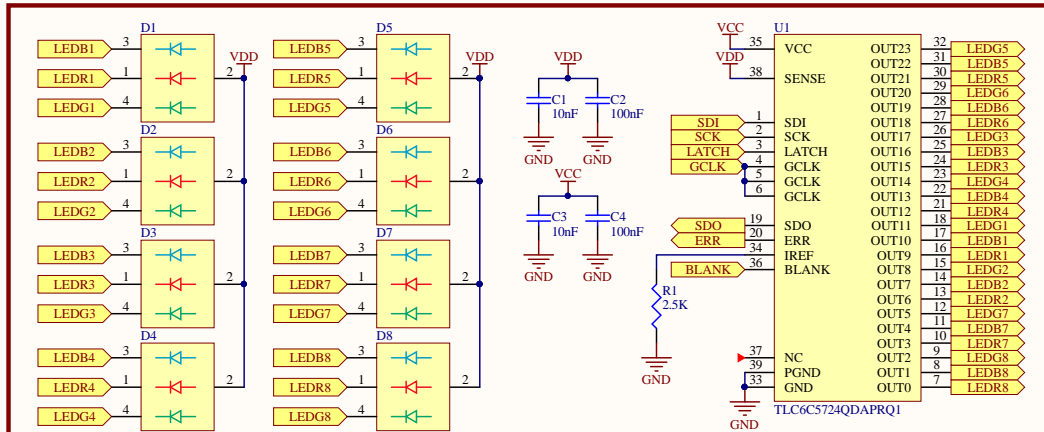 D1
LEDB1 3
LEDR1 1 2 VDD
LEDG1 4
D2
LEDB2 3
LEDR2 1 2
LEDG2 4
D3
LEDB3 3
LEDR3 1 2
LEDG3 4
D4
LEDB4 3
LEDR4 1 2
LEDG4 4
D5
LEDB5 3
LEDR5 1 2 VDD
LEDG5 4
D6
LEDB6 3
LEDR6 1 2
LEDG6 4
D7
LEDB7 3
LEDR7 1 2
LEDG7 4
D8
LEDB8 3
LEDR8 1 2
LEDG8 4
VDD
C1 C2
10nF 100nF
GND GND
VCC
C3 C4
10nF 100nF
GND GND
U1
VCC 35 VCC
VDD 38 SENSE
SDI 1 SDI
SCK 2 SCK
LATCH 3 LATCH
GCLK 4 GCLK
5 GCLK
6 GCLK
SDO 19 SDO
ERR 20 ERR
34 IREF
BLANK 36 BLANK
R1
2.5K
GND
37 NC
39 PGND
33 GND
GND
OUT23 32 LEDG5
OUT22 31 LEDB5
OUT21 30 LEDR5
OUT20 29 LEDG6
OUT19 28 LEDB6
OUT18 27 LEDR6
OUT17 26 LEDG3
OUT16 25 LEDB3
OUT15 24 LEDR3
OUT14 23 LEDG4
OUT13 22 LEDB4
OUT12 21 LEDR4
OUT11 18 LEDG1
OUT10 17 LEDB1
OUT9 16 LEDR1
OUT8 15 LEDG2
OUT7 14 LEDB2
OUT6 13 LEDR2
OUT5 12 LEDG7
OUT4 11 LEDB7
OUT3 10 LEDR7
OUT2 9 LEDG8
OUT1 8 LEDB8
OUT0 7 LEDR8
TLC6C5724QDAPRQ1